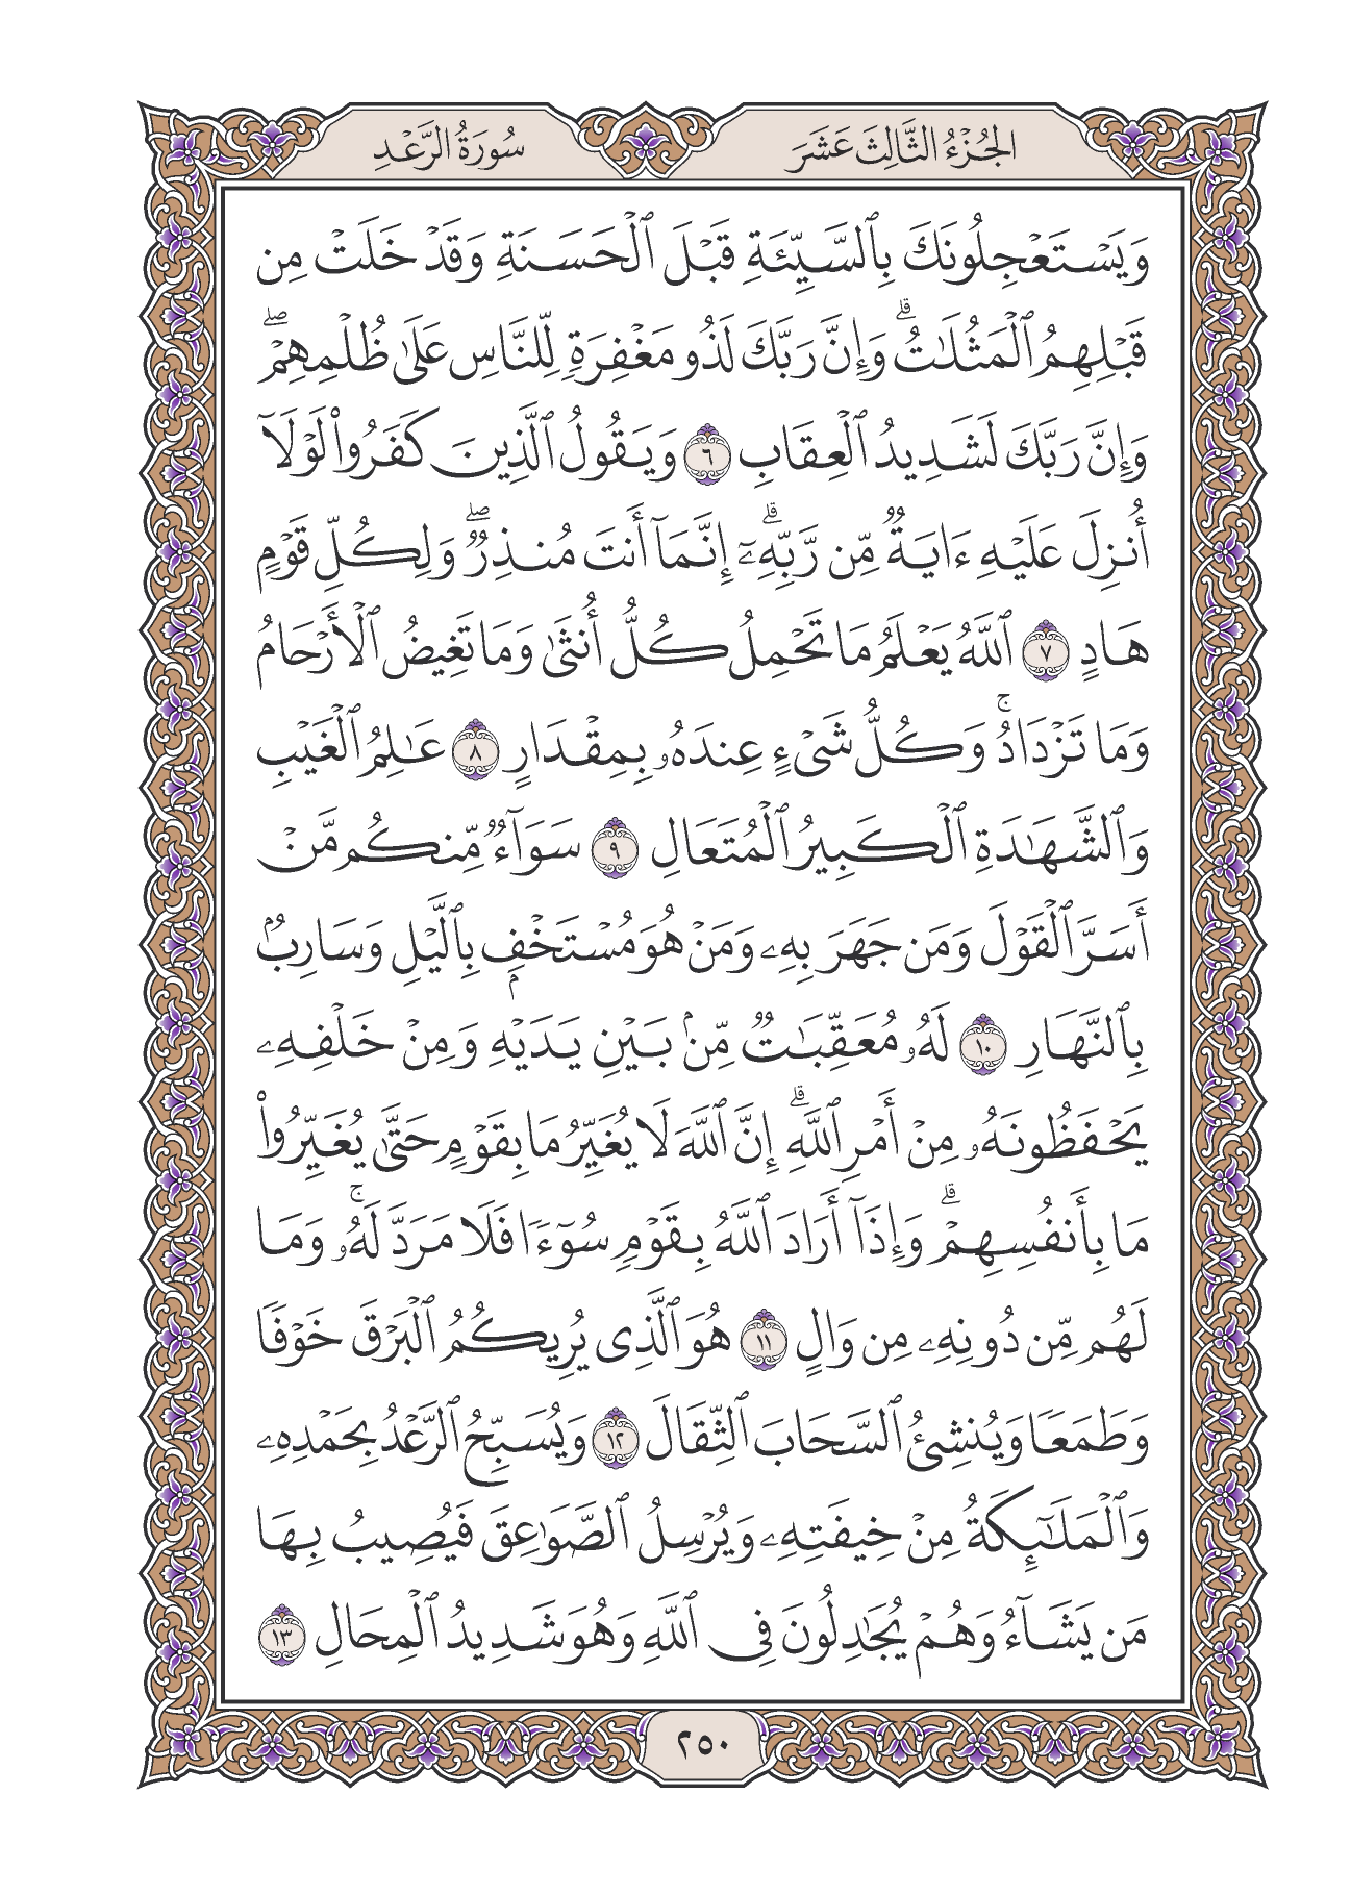 الجُزْءُ الثَّالِثَ عَشَرَ
سُورَةُ الرَّعْدِ
وَيَسْتَعْجِلُونَكَ بِٱلسَّيِّئَةِ قَبْلَ ٱلْحَسَنَةِ وَقَدْ خَلَتْ مِن
قَبْلِهِمُ ٱلْمَثُلَٰتُۗ وَإِنَّ رَبَّكَ لَذُو مَغْفِرَةٍ لِّلنَّاسِ عَلَىٰ ظُلْمِهِمْۖ
وَإِنَّ رَبَّكَ لَشَدِيدُ ٱلْعِقَابِ ٦ وَيَقُولُ ٱلَّذِينَ كَفَرُوا۟ لَوْلَآ
أُنزِلَ عَلَيْهِ ءَايَةٌ مِّن رَّبِّهِۦٓۗ إِنَّمَآ أَنتَ مُنذِرٌۖ وَلِكُلِّ قَوْمٍ
هَادٍ ٧ ٱللَّهُ يَعْلَمُ مَا تَحْمِلُ كُلُّ أُنثَىٰ وَمَا تَغِيضُ ٱلْأَرْحَامُ
وَمَا تَزْدَادُۚ وَكُلُّ شَىْءٍ عِندَهُۥ بِمِقْدَارٍ ٨ عَٰلِمُ ٱلْغَيْبِ
وَٱلشَّهَٰدَةِ ٱلْكَبِيرُ ٱلْمُتَعَالِ ٩ سَوَآءٌ مِّنكُم مَّنْ
أَسَرَّ ٱلْقَوْلَ وَمَن جَهَرَ بِهِۦ وَمَنْ هُوَ مُسْتَخْفٍۭ بِٱلَّيْلِ وَسَارِبٌۢ
بِٱلنَّهَارِ ١٠ لَهُۥ مُعَقِّبَٰتٌ مِّنۢ بَيْنِ يَدَيْهِ وَمِنْ خَلْفِهِۦ
يَحْفَظُونَهُۥ مِنْ أَمْرِ ٱللَّهِۗ إِنَّ ٱللَّهَ لَا يُغَيِّرُ مَا بِقَوْمٍ حَتَّىٰ يُغَيِّرُوا۟
مَا بِأَنفُسِهِمْۗ وَإِذَآ أَرَادَ ٱللَّهُ بِقَوْمٍ سُوٓءًا فَلَا مَرَدَّ لَهُۥۚ وَمَا
لَهُم مِّن دُونِهِۦ مِن وَالٍ ١١ هُوَ ٱلَّذِى يُرِيكُمُ ٱلْبَرْقَ خَوْفًا
وَطَمَعًا وَيُنشِئُ ٱلسَّحَابَ ٱلثِّقَالَ ١٢ وَيُسَبِّحُ ٱلرَّعْدُ بِحَمْدِهِۦ
وَٱلْمَلَٰٓئِكَةُ مِنْ خِيفَتِهِۦ وَيُرْسِلُ ٱلصَّوَٰعِقَ فَيُصِيبُ بِهَا
مَن يَشَآءُ وَهُمْ يُجَٰدِلُونَ فِى ٱللَّهِ وَهُوَ شَدِيدُ ٱلْمِحَالِ ١٣
٢٥٠